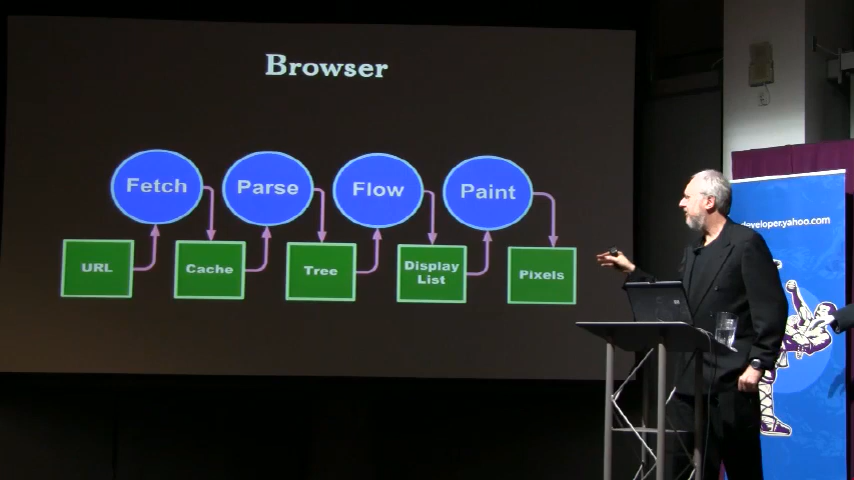 Browser
Fetch
Parse
Flow
Paint
URL
Cache
Tree
Display
List
Pixels
developer.yahoo.com